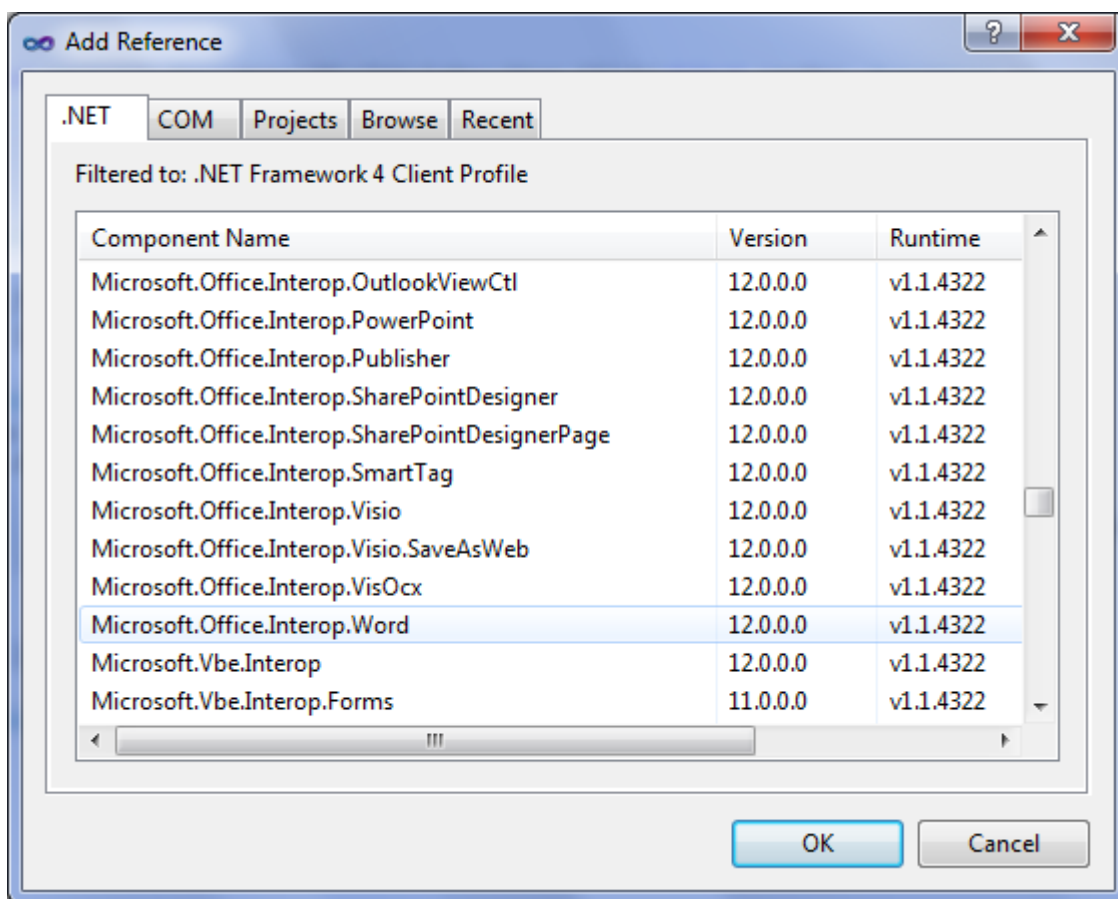 Add Reference
.NET COM Projects Browse Recent
Filtered to: .NET Framework 4 Client Profile
Component Name Version Runtime
Microsoft.Office.Interop.OutlookViewCtl 12.0.0.0 v1.1.4322
Microsoft.Office.Interop.PowerPoint 12.0.0.0 v1.1.4322
Microsoft.Office.Interop.Publisher 12.0.0.0 v1.1.4322
Microsoft.Office.Interop.SharePointDesigner 12.0.0.0 v1.1.4322
Microsoft.Office.Interop.SharePointDesignerPage 12.0.0.0 v1.1.4322
Microsoft.Office.Interop.SmartTag 12.0.0.0 v1.1.4322
Microsoft.Office.Interop.Visio 12.0.0.0 v1.1.4322
Microsoft.Office.Interop.Visio.SaveAsWeb 12.0.0.0 v1.1.4322
Microsoft.Office.Interop.VisOcx 12.0.0.0 v1.1.4322
Microsoft.Office.Interop.Word 12.0.0.0 v1.1.4322
Microsoft.Vbe.Interop 12.0.0.0 v1.1.4322
Microsoft.Vbe.Interop.Forms 11.0.0.0 v1.1.4322
OK Cancel